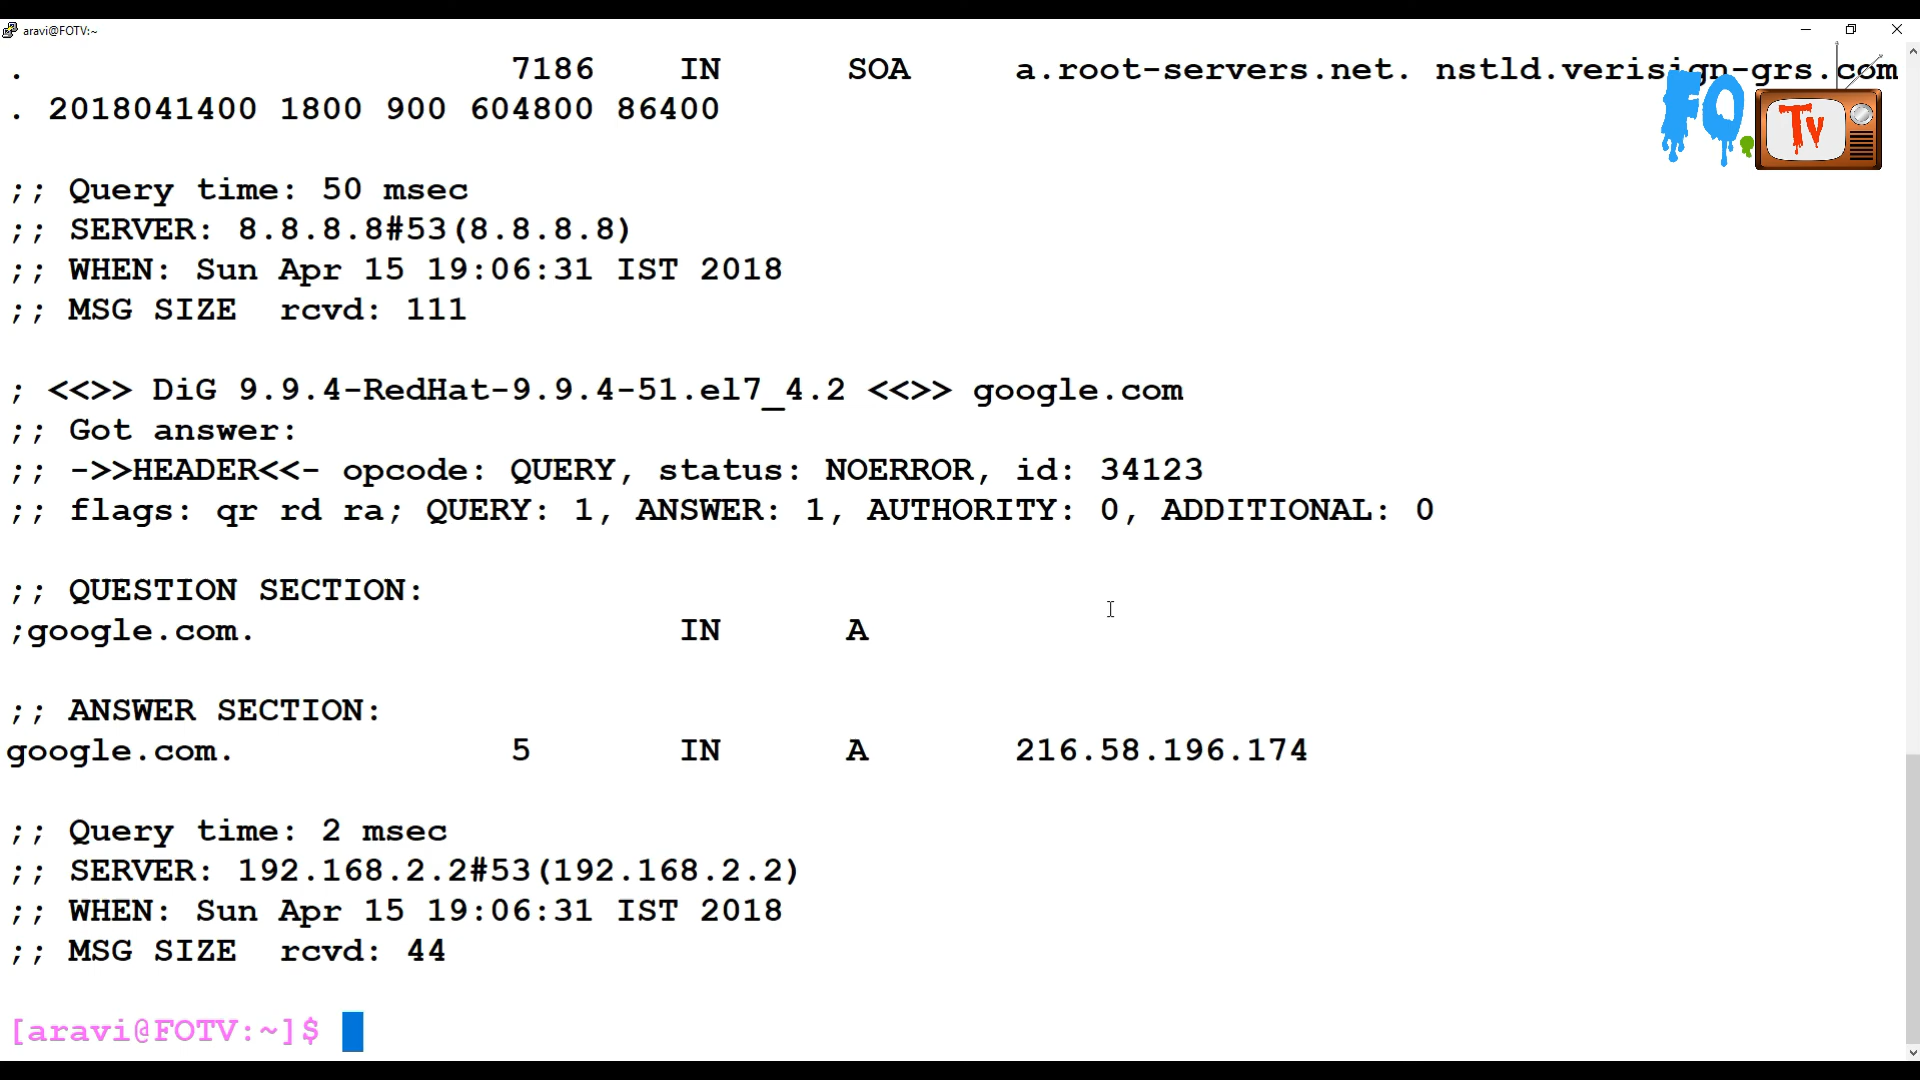 aravi@FOTV:~
. 7186 IN SOA a.root-servers.net. nstld.verisign-grs.com
. 2018041400 1800 900 604800 86400
FO.Tv
;; Query time: 50 msec
;; SERVER: 8.8.8.8#53(8.8.8.8)
;; WHEN: Sun Apr 15 19:06:31 IST 2018
;; MSG SIZE rcvd: 111
; <<>> DiG 9.9.4-RedHat-9.9.4-51.el7_4.2 <<>> google.com
;; Got answer:
;; ->>HEADER<<- opcode: QUERY, status: NOERROR, id: 34123
;; flags: qr rd ra; QUERY: 1, ANSWER: 1, AUTHORITY: 0, ADDITIONAL: 0
;; QUESTION SECTION:
;google.com. IN A
;; ANSWER SECTION:
google.com. 5 IN A 216.58.196.174
;; Query time: 2 msec
;; SERVER: 192.168.2.2#53(192.168.2.2)
;; WHEN: Sun Apr 15 19:06:31 IST 2018
;; MSG SIZE rcvd: 44
[aravi@FOTV:~]$